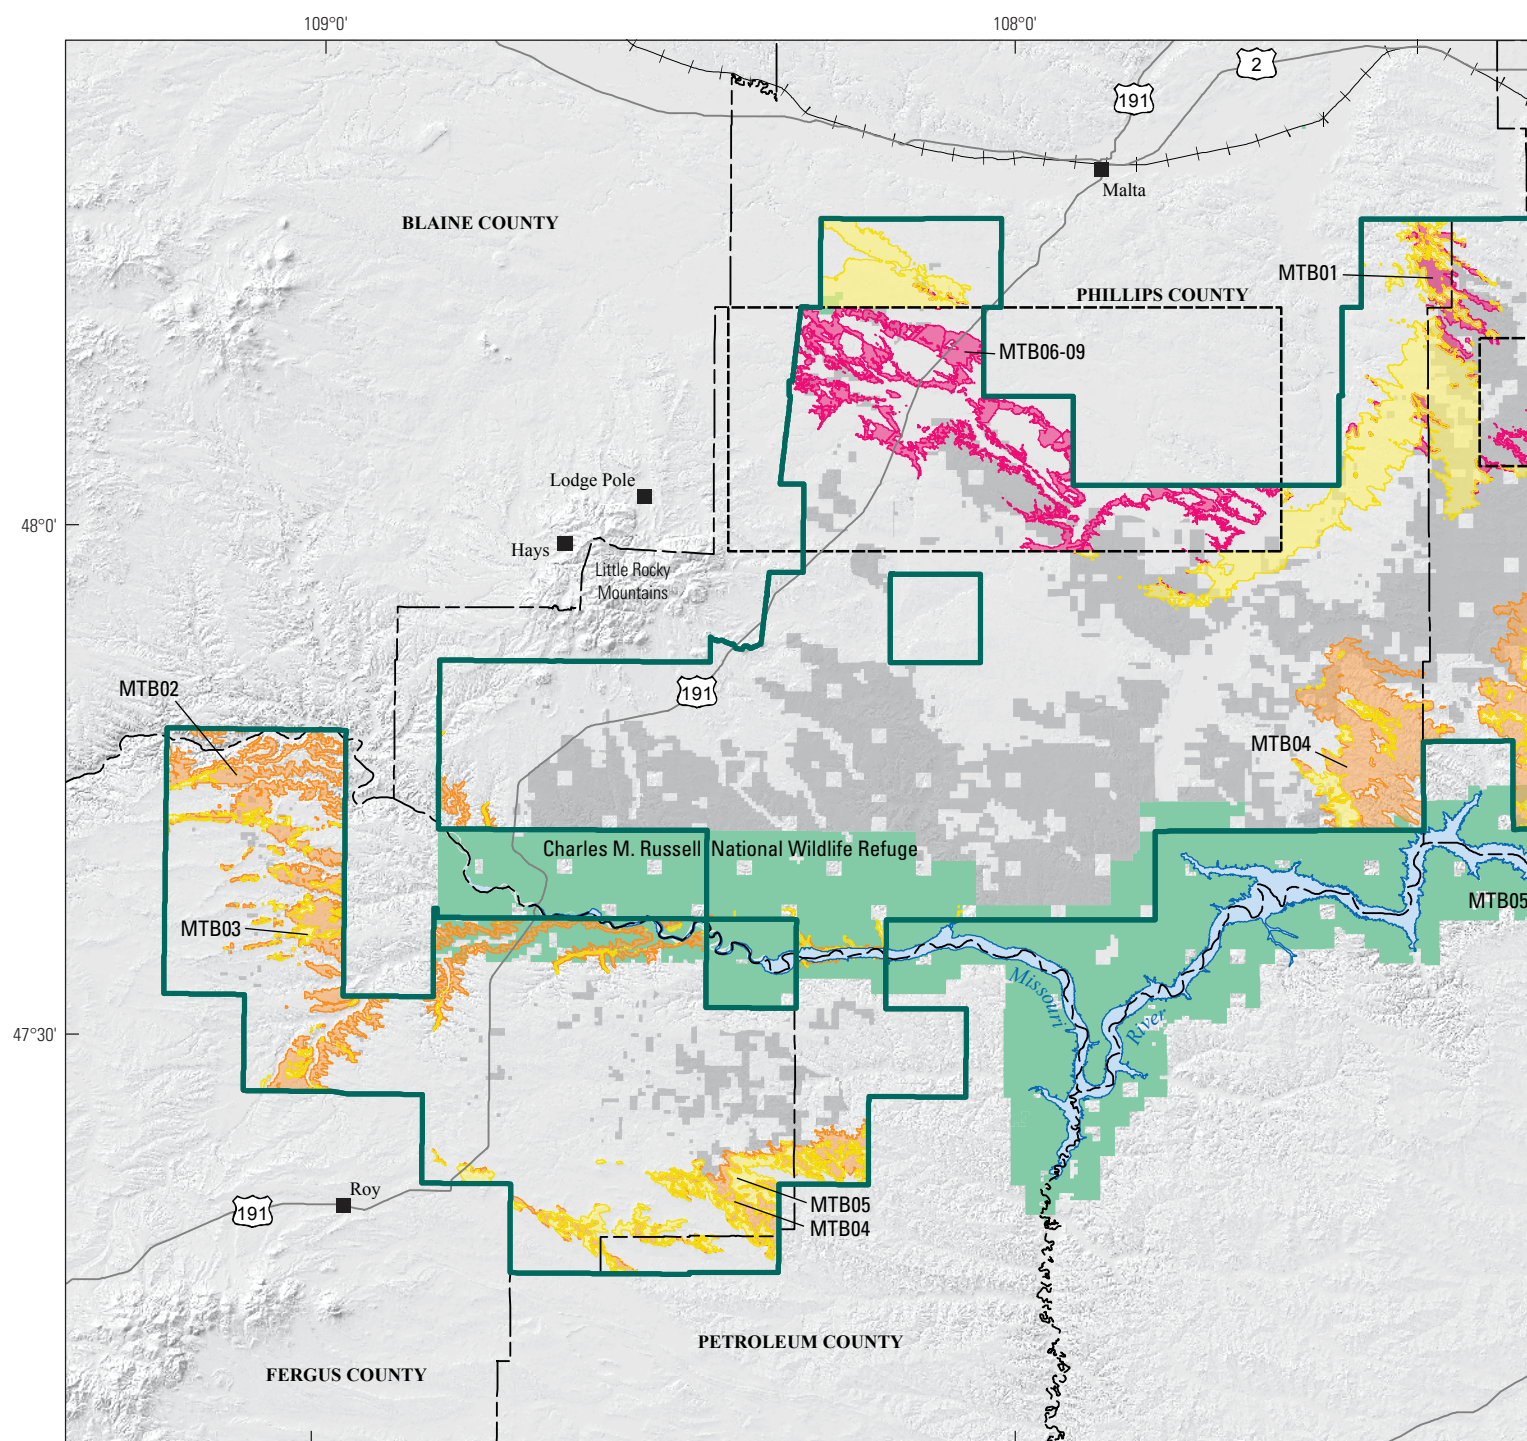 109°0'
108°0'
2
191
Malta
BLAINE COUNTY
MTB01
PHILLIPS COUNTY
MTB06-09
Lodge Pole
48°0'
Hays
Little Rocky
Mountains
MTB02
191
MTB04
Charles M. Russell National Wildlife Refuge
MTB05
MTB03
Missouri
River
47°30'
Roy
MTB05
191
MTB04
PETROLEUM COUNTY
FERGUS COUNTY